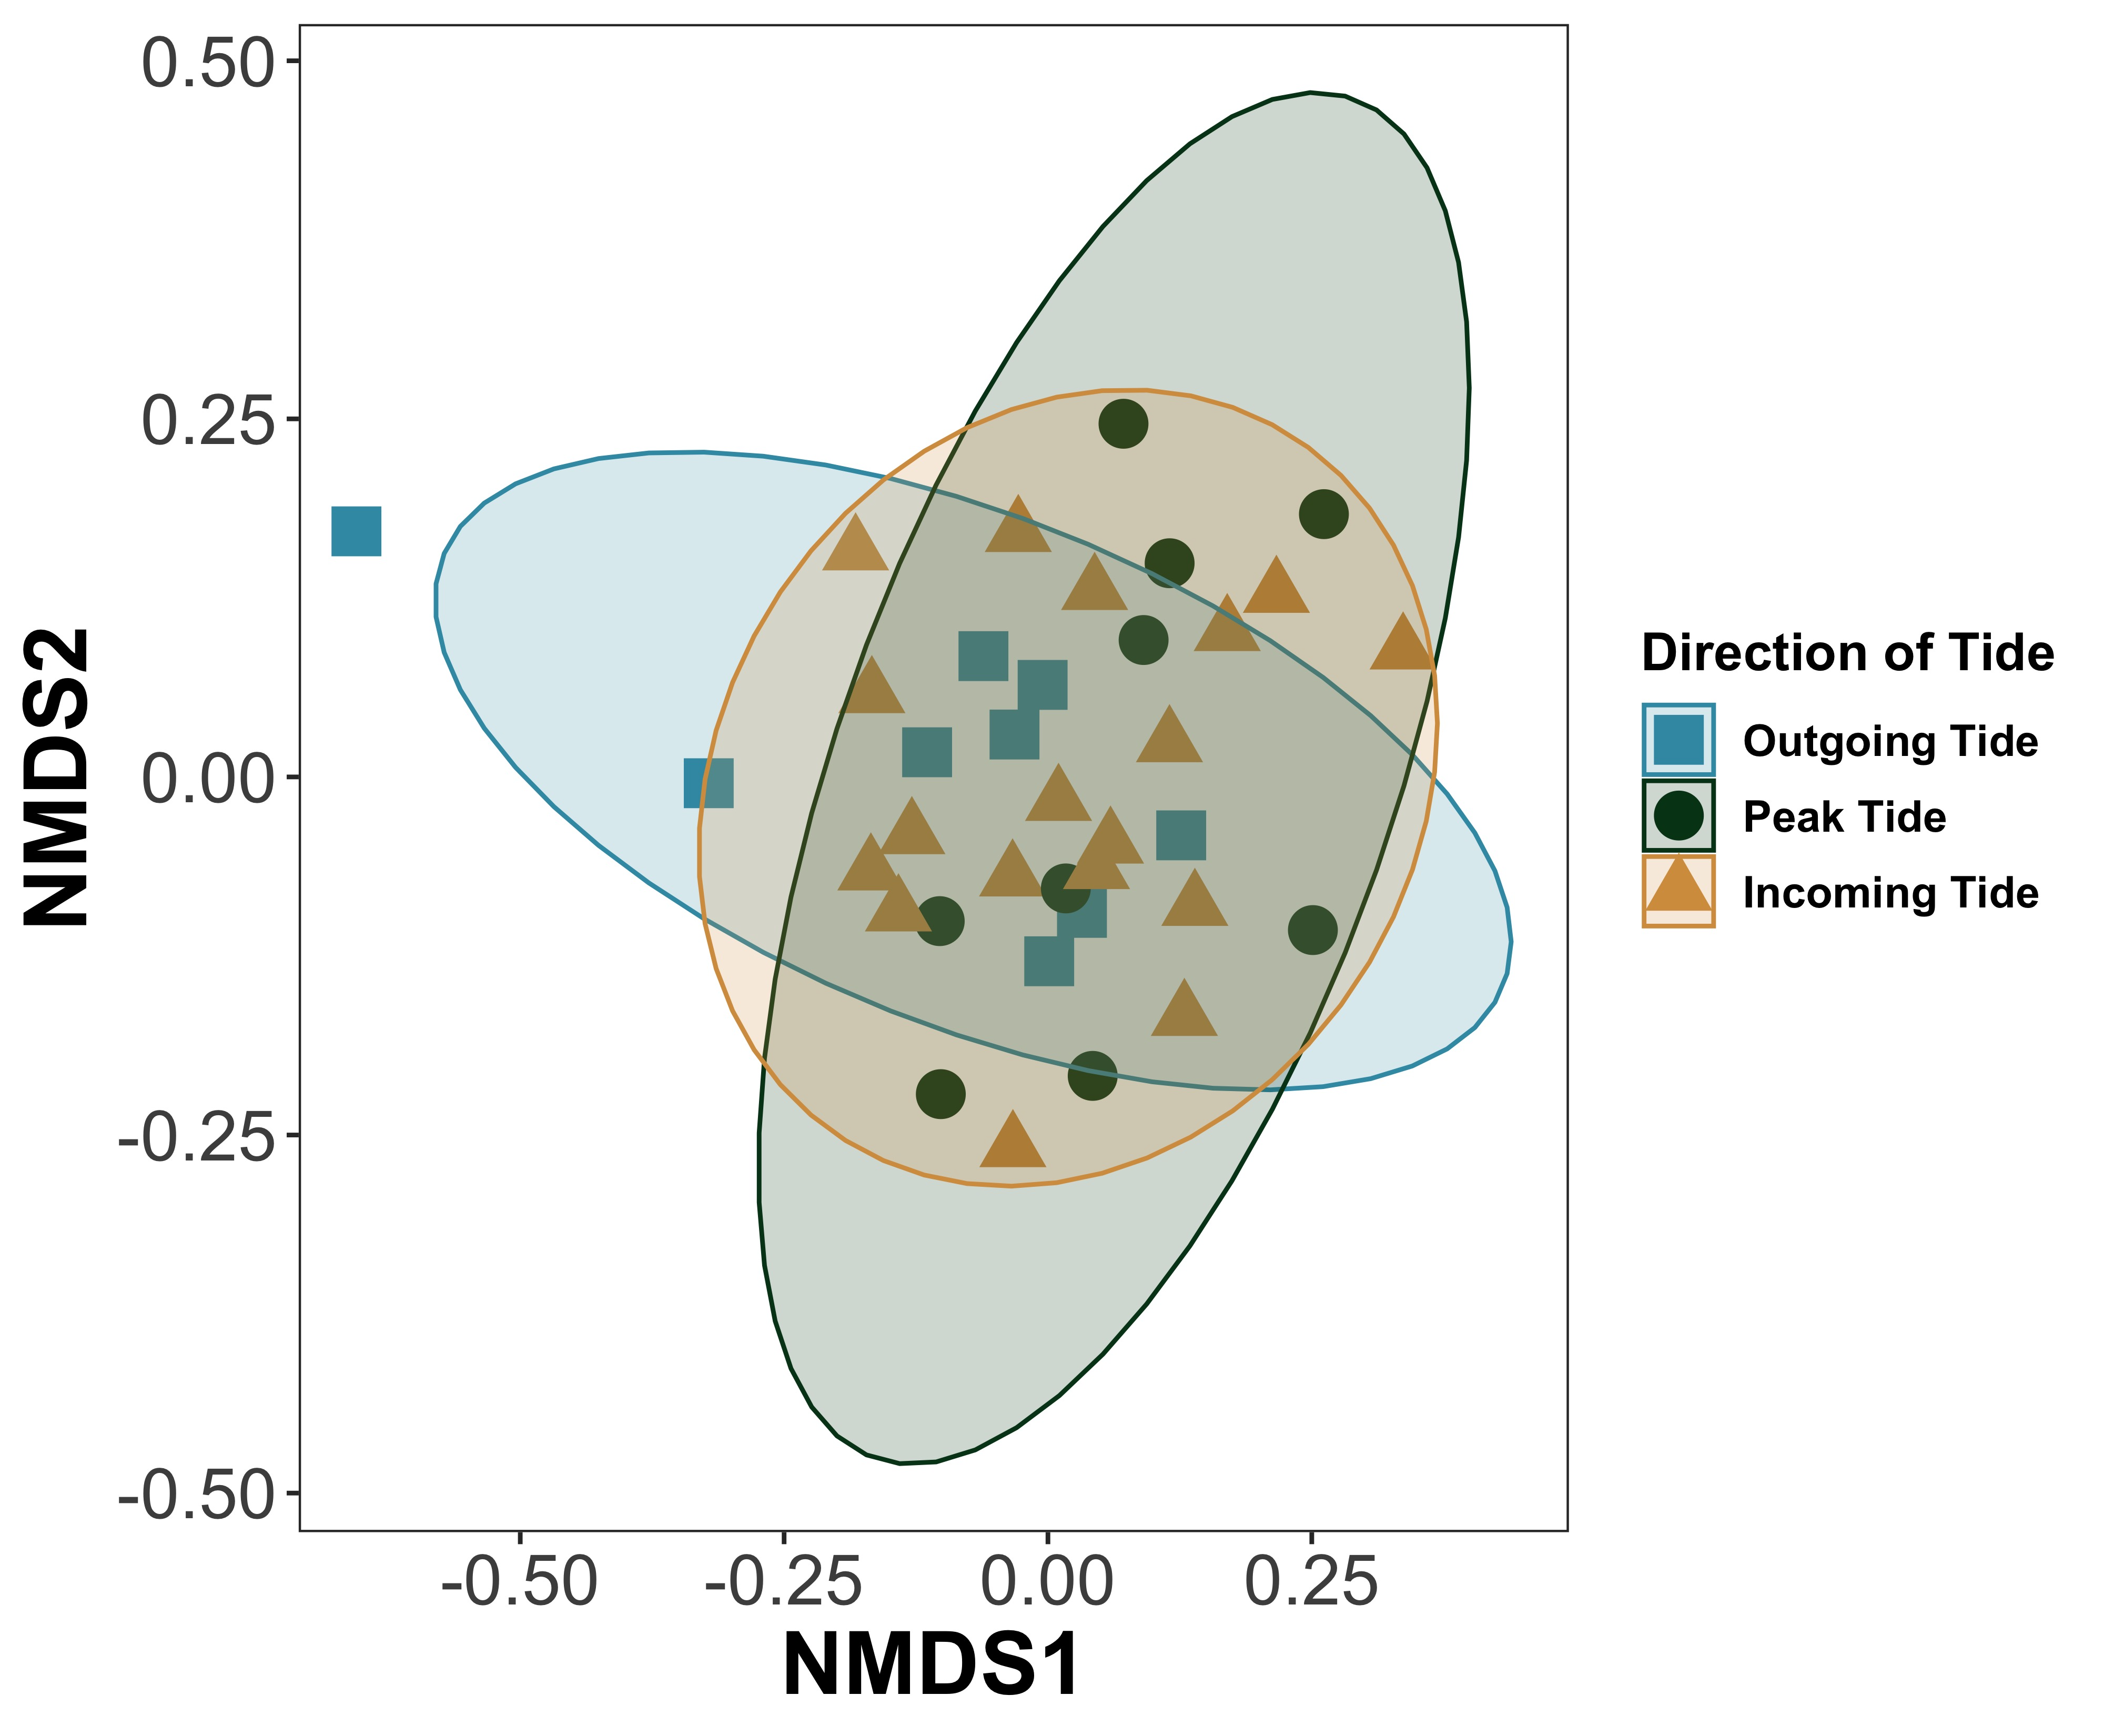 0.50
0.25
0.00
-0.25
-0.50
NMDS2
-0.50 -0.25 0.00 0.25
NMDS1
Direction of Tide
Outgoing Tide
Peak Tide
Incoming Tide